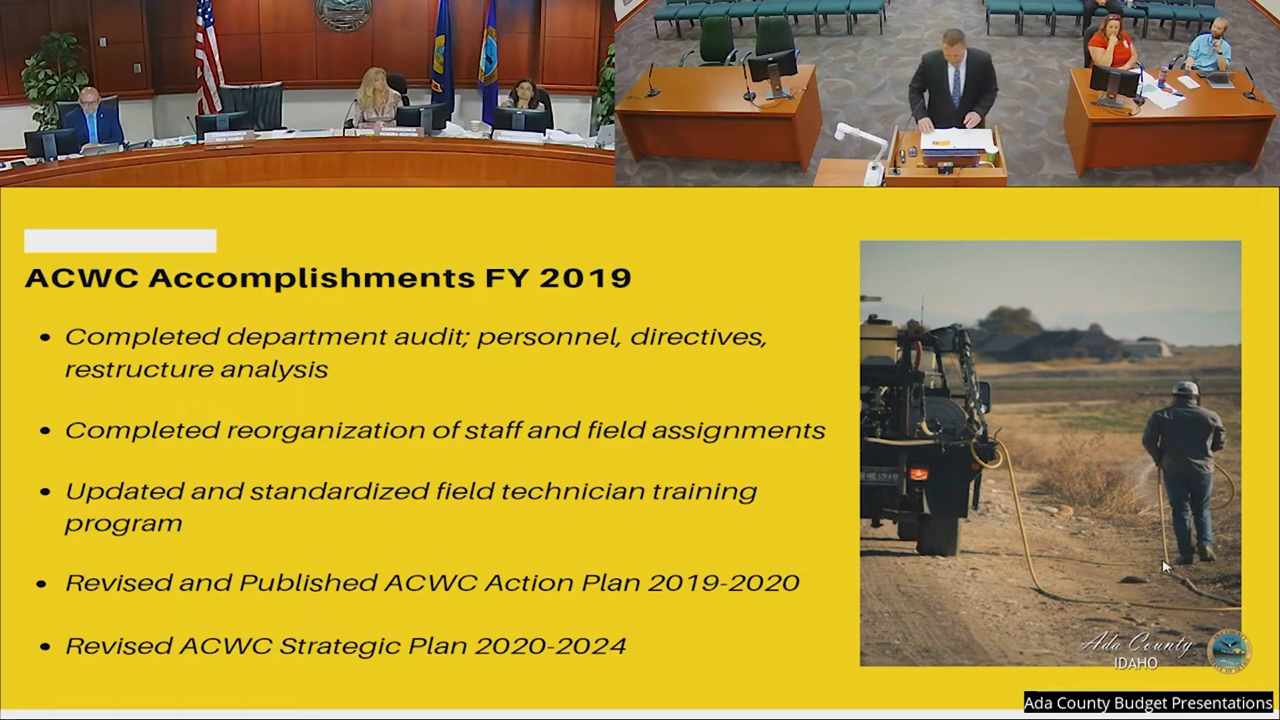 ACWC Accomplishments FY 2019
• Completed department audit; personnel, directives,
restructure analysis
• Completed reorganization of staff and field assignments
• Updated and standardized field technician training
program
• Revised and Published ACWC Action Plan 2019-2020
• Revised ACWC Strategic Plan 2020-2024
Ada County
IDAHO
Ada County Budget Presentations